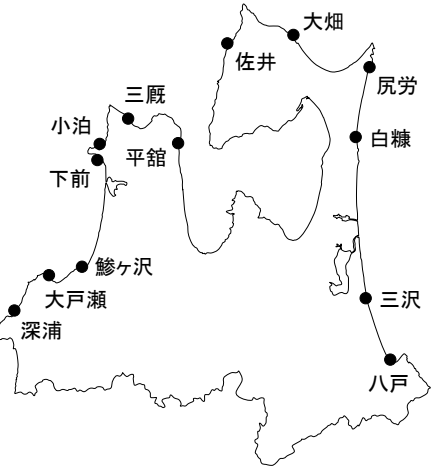 大畑
佐井
尻労
三厩
小泊
白糠
平舘
下前
鰺ヶ沢
大戸瀬
三沢
深浦
八戸